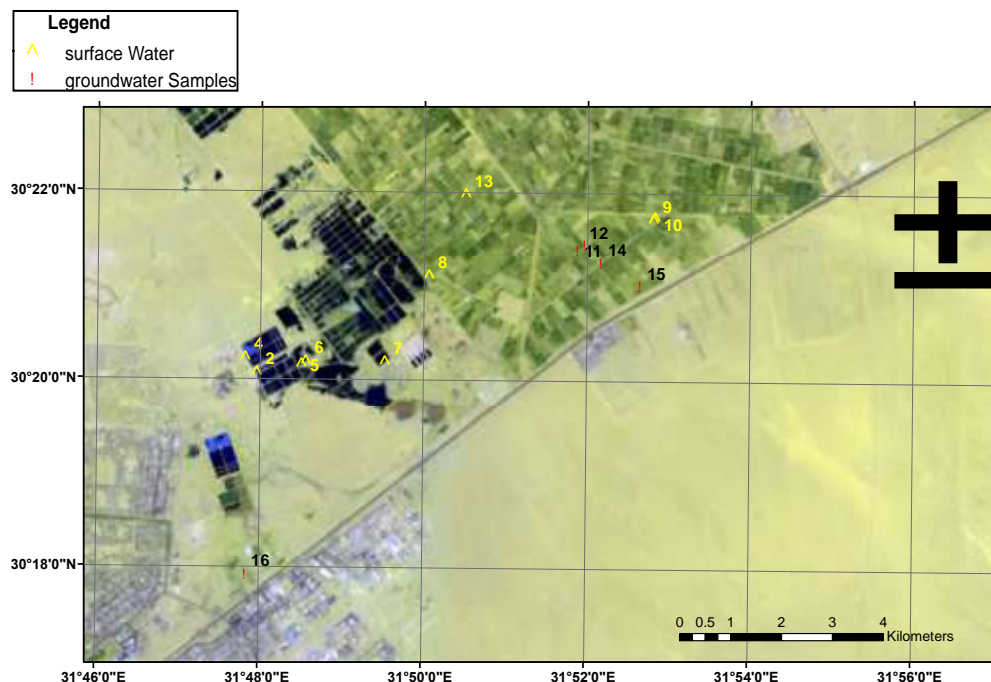 Legend
^ surface Water
! groundwater Samples
30°22'0"N
13
9
10
12
11 14
8
15
4
2
6
5
7
30°20'0"N
30°18'0"N
16
0 0.5 1 2 3 4
Kilometers
31°46'0"E 31°48'0"E 31°50'0"E 31°52'0"E 31°54'0"E 31°56'0"E